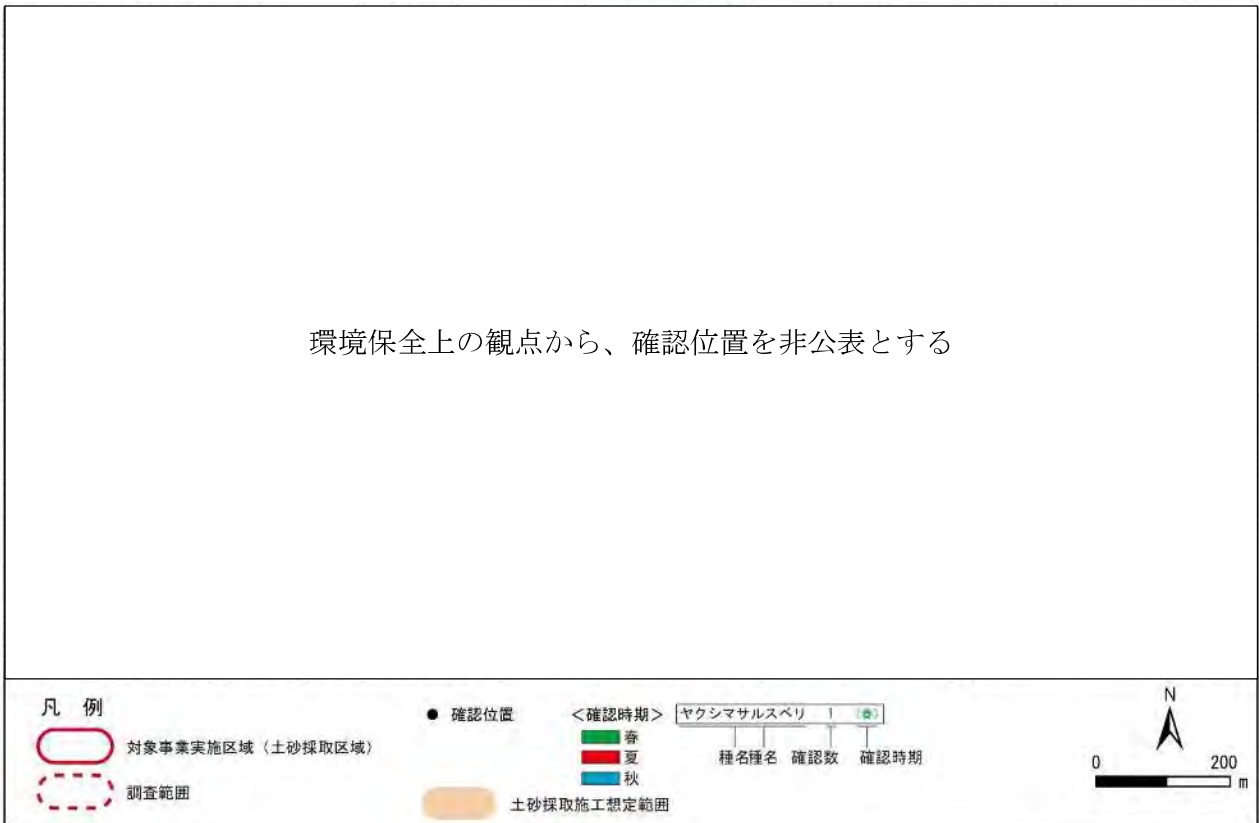 環境保全上の観点から、確認位置を非公表とする
凡 例
対象事業実施区域（土砂採取区域）
調査範囲
● 確認位置
＜確認時期＞
春
夏
秋
土砂採取施工想定範囲
ヤクシマサルスベリ 1 (春)
種名種名 確認数 確認時期
N
0 200
m